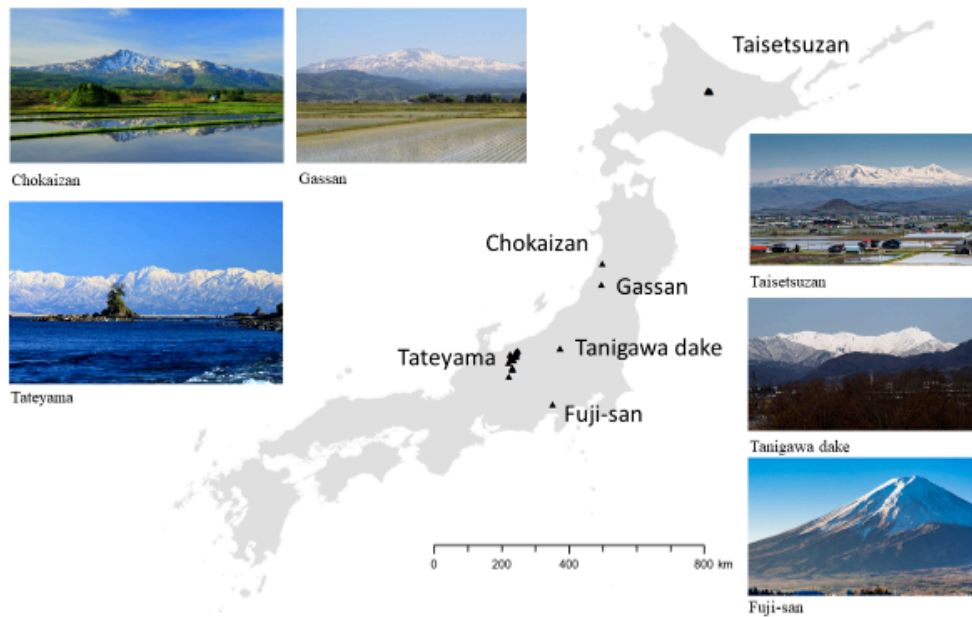 Taisetsuzan
Chokaizan
Gassan
Taisetsuzan
Chokaizan
Gassan
Tateyama
Tanigawa dake
Tateyama
Fuji-san
Tanigawa dake
0 400 800 km
Fuji-san